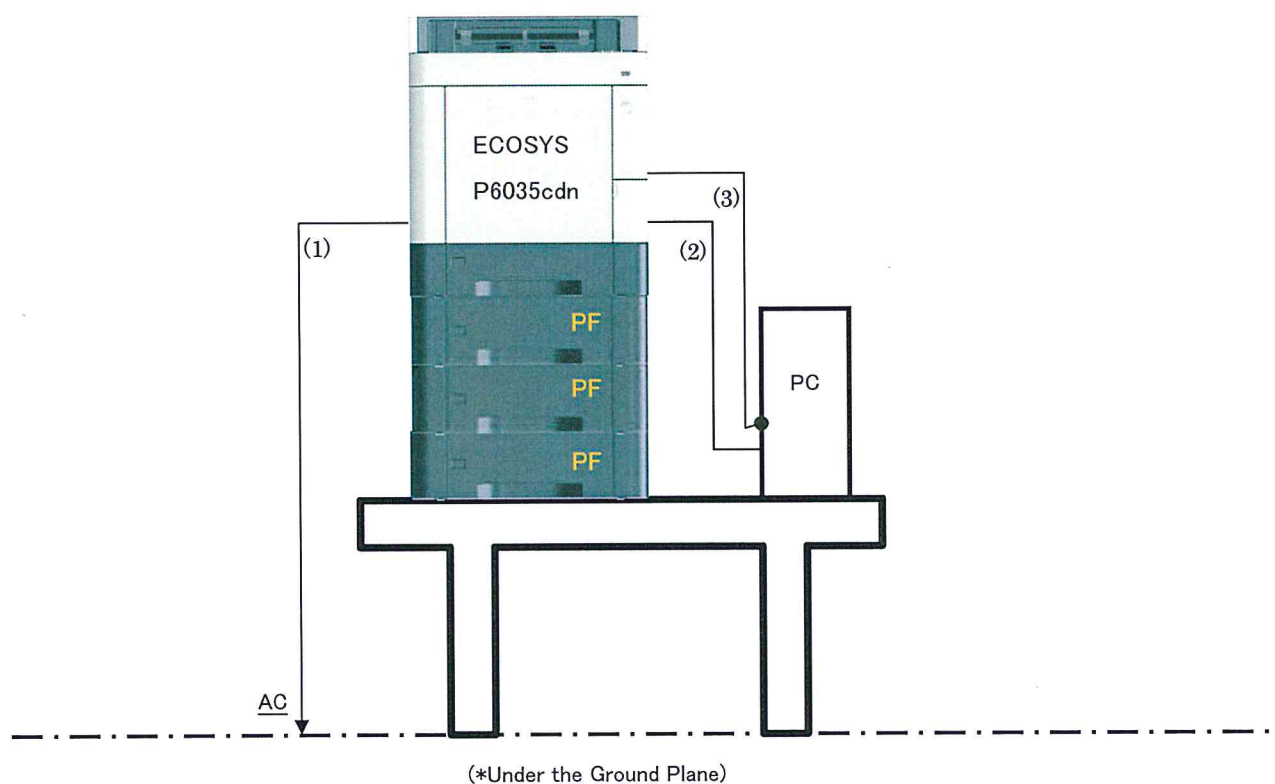 ECOSYS
P6035cdn
(1)
(2)
(3)
PF
PF
PF
PC
AC
(*Under the Ground Plane)